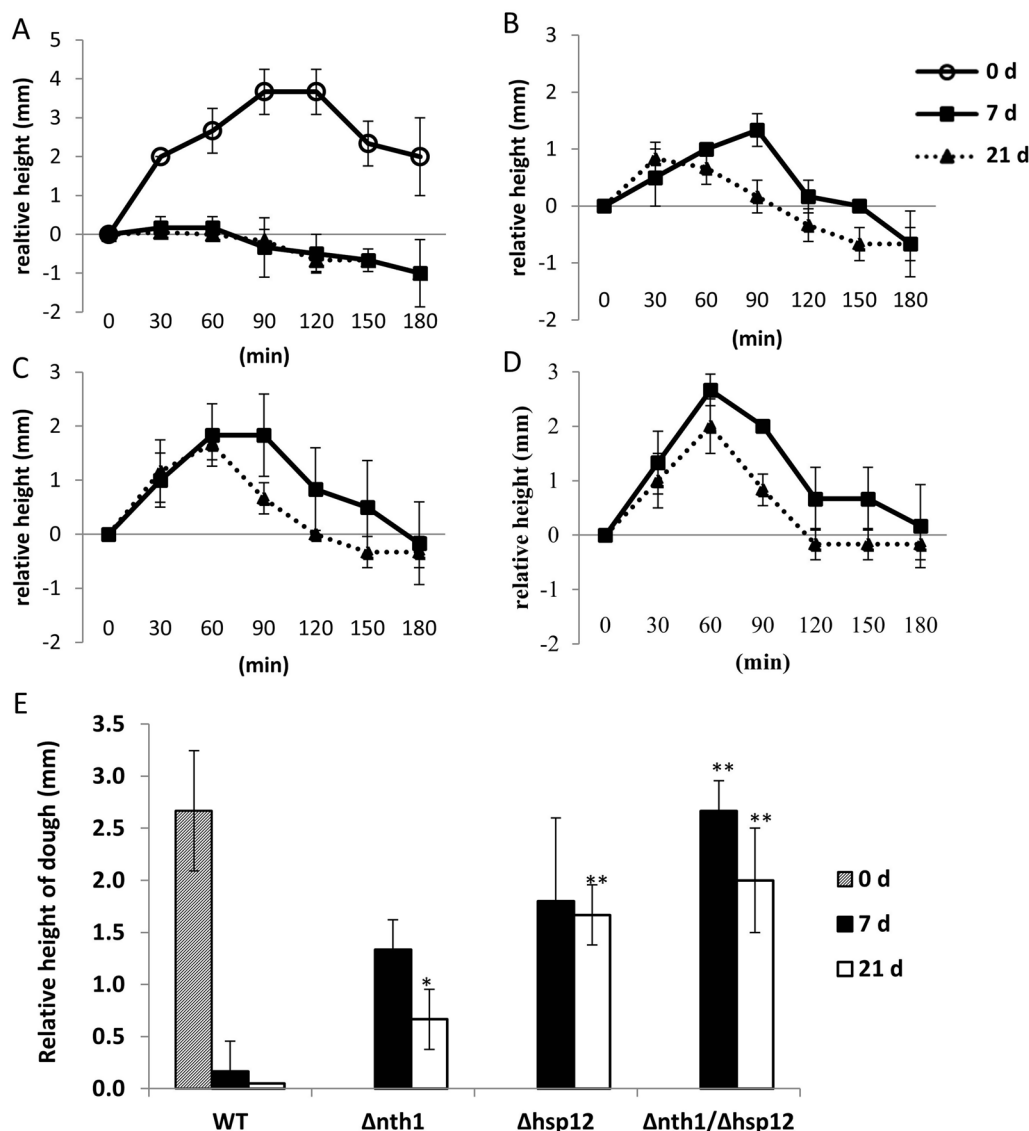 A
realtive height (mm)
5
4
3
2
1
0
-1
-2
0 30 60 90 120 150 180
(min)
B
relative height (mm)
3
2
1
0
-1
-2
0 30 60 90 120 150 180
(min)
0 d
7 d
21 d
C
relative height (mm)
3
2
1
0
-1
-2
0 30 60 90 120 150 180
(min)
D
relative height (mm)
3
2
1
0
-1
-2
0 30 60 90 120 150 180
(min)
E
Relative height of dough (mm)
3.5
3.0
2.5
2.0
1.5
1.0
0.5
0.0
*
**
**
**
WT Δnth1 Δhsp12 Δnth1/Δhsp12
0 d
7 d
21 d